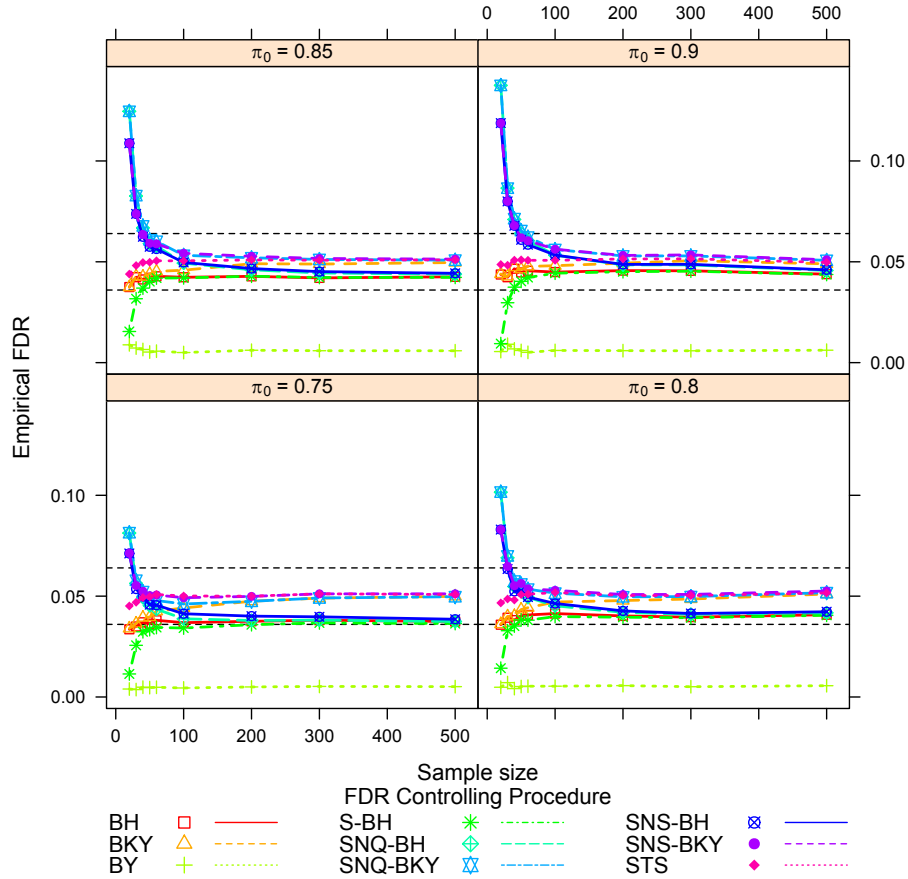 0 100 200 300 400 500
π0 = 0.85 π0 = 0.9
0.10
0.05
0.00
π0 = 0.75 π0 = 0.8
Empirical FDR
0.10
0.05
0.00
0 100 200 300 400 500
Sample size
FDR Controlling Procedure
BH S-BH SNS-BH
BKY SNQ-BH SNS-BKY
BY SNQ-BKY STS